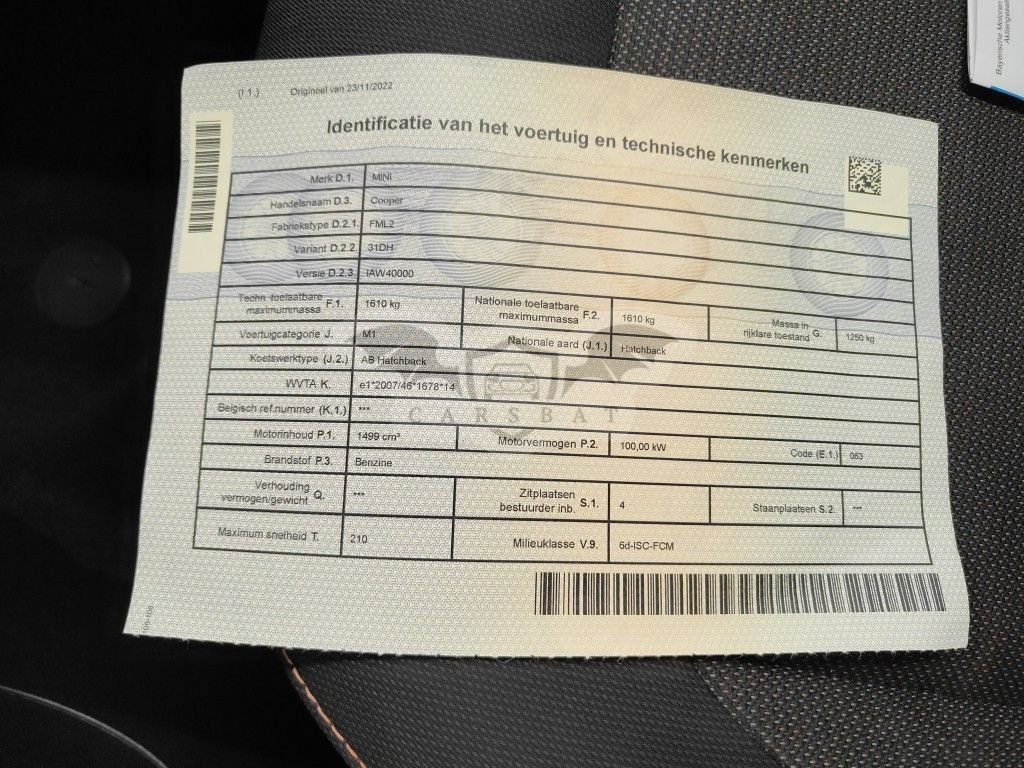 Bayerische Motoren
(I.1.) Origineel van 23/11/2022
Identificatie van het voertuig en technische kenmerken
Merk D.1. MINI
Handelsnaam D.3. Cooper
Fabriekstype D.2.1. FML2
Variant D.2.2. 31DH
Versie D.2.3. IAW40000
Techn. toelaatbare maximummassa F.1. 1610 kg Nationale toelaatbare maximummassa F.2. 1610 kg Massa in rijklare toestand G. 1250 kg
Voertuigcategorie J. M1 Nationale aard (J.1.) Hatchback
Koetswerktype (J.2.) AB Hatchback
WVTA K. e1*2007/46*1678*14
Belgisch ref.nummer (K.1.) ***
CARSBAT
Motorinhoud P.1. 1499 cm³ Motorvermogen P.2. 100,00 kW Code (E.1.) 063
Brandstof P.3. Benzine
Verhouding vermogen/gewicht Q. *** Zitplaatsen bestuurder inb. S.1. 4 Staanplaatsen S.2. ***
Maximum snelheid T. 210 Milieuklasse V.9. 6d-ISC-FCM